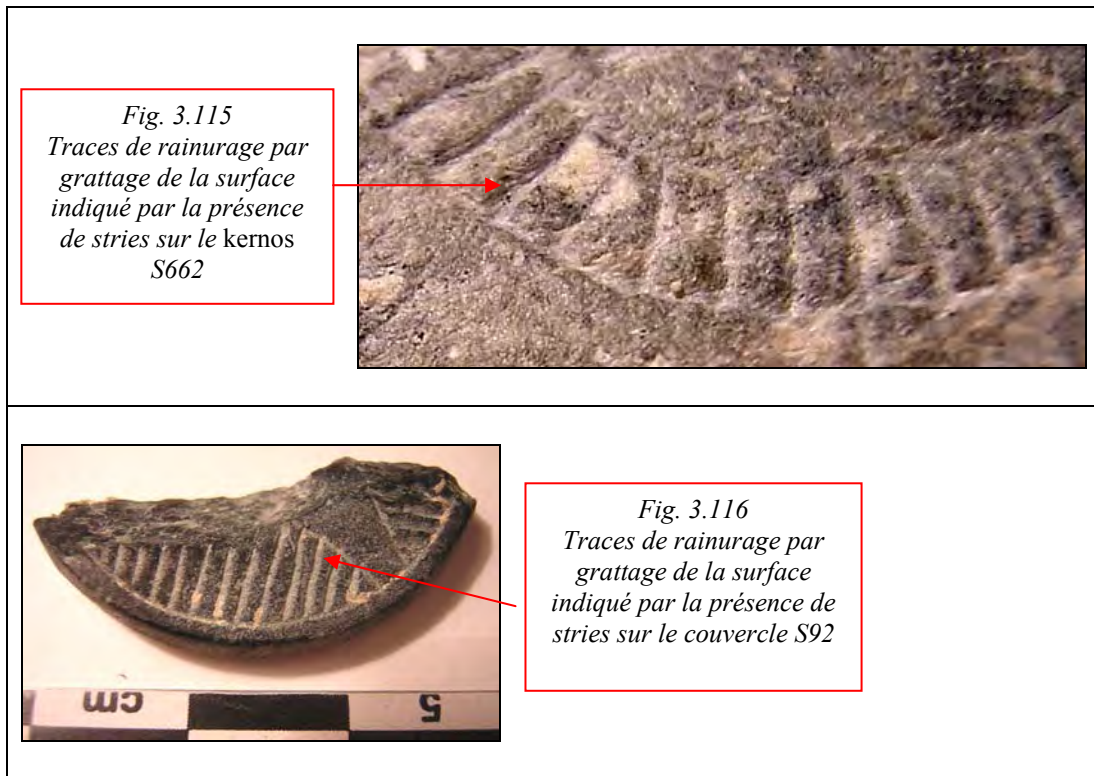 Fig. 3.115
Traces de rainurage par
grattage de la surface
indiqué par la présence
de stries sur le kernos
S662
Fig. 3.116
Traces de rainurage par
grattage de la surface
indiqué par la présence de
stries sur le couvercle S92
cm
5